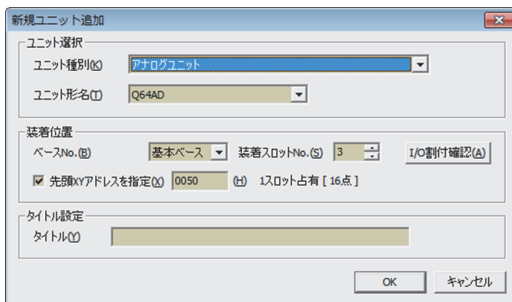 新規ユニット追加
ユニット選択
ユニット種別(K) アナログユニット
ユニット形名(T) Q64AD
装着位置
ベースNo.(B) 基本ベース 装着スロットNo.(S) 3 I/O割付確認(A)
先頭XYアドレスを指定(X) 0050 (H) 1スロット占有 [ 16点 ]
タイトル設定
タイトル(Y)
OK キャンセル